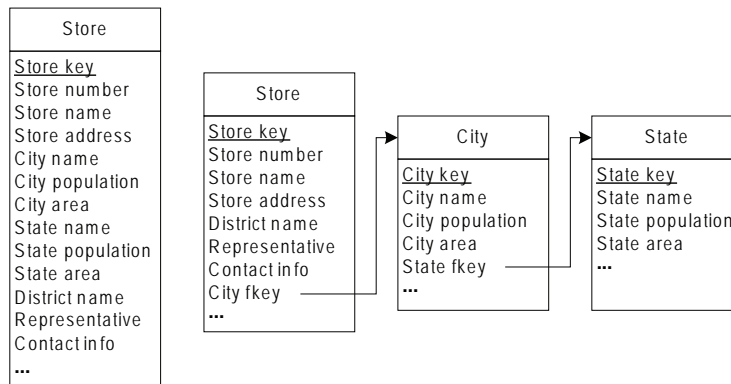 Store
Store key
Store number
Store name
Store address
City name
City population
City area
State name
State population
State area
District name
Representative
Contact info
...
Store
Store key
Store number
Store name
Store address
District name
Representative
Contact info
City fkey
...
City
City key
City name
City population
City area
State fkey
...
State
State key
State name
State population
State area
...